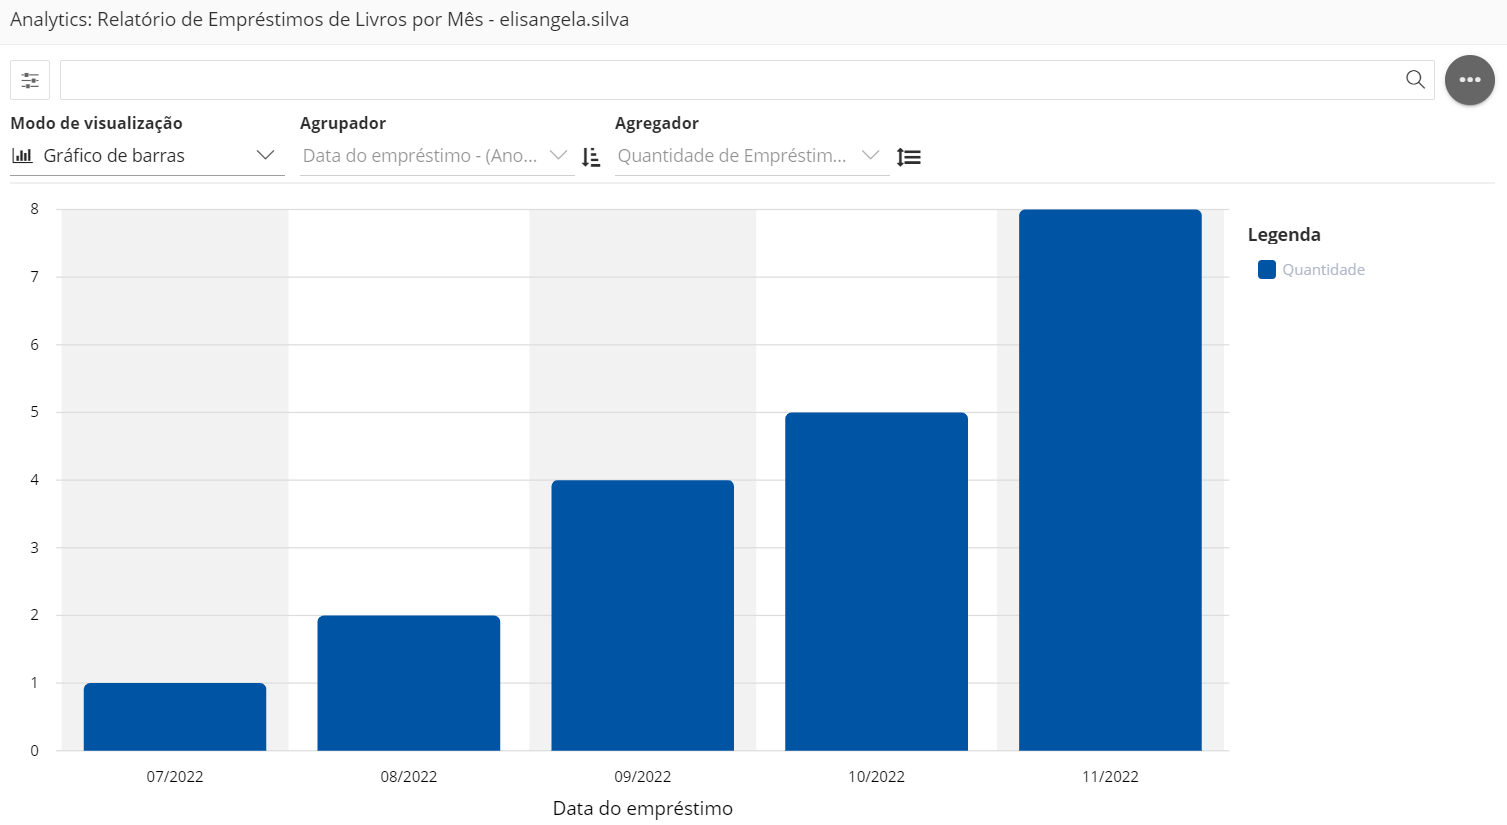 Analytics: Relatório de Empréstimos de Livros por Mês - elisangela.silva
Modo de visualização
Agrupador
Agregador
Gráfico de barras
Data do empréstimo - (Ano...
Quantidade de Empréstim...
8
7
6
5
4
3
2
1
0
07/2022
08/2022
09/2022
10/2022
11/2022
Data do empréstimo
Legenda
Quantidade